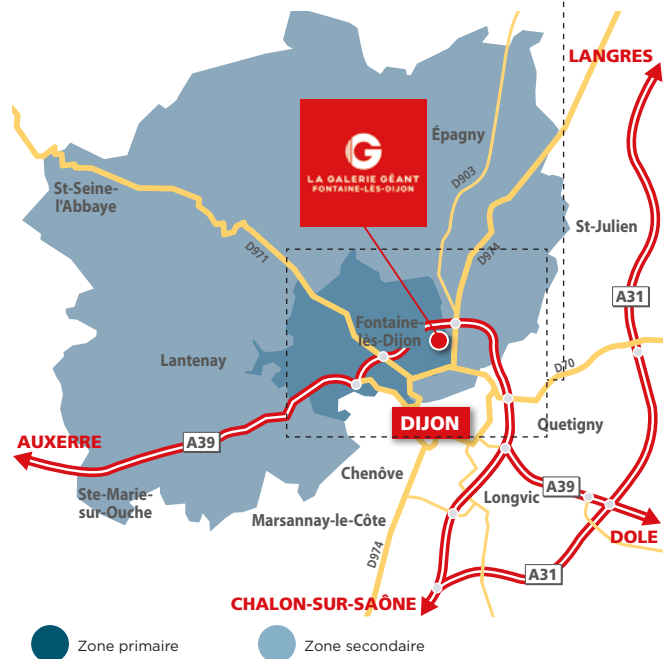 LANGRES
Épagny
LA GALERIE GÉANT
FONTAINE-LÈS-DIJON
D903
St-Seine-
l'Abbaye
St-Julien
D971
D974
A31
Fontaine-
lès-Dijon
Lantenay
D70
DIJON
Quetigny
AUXERRE
A39
Chenôve
Ste-Marie-
sur-Ouche
Longvic
A39
Marsannay-le-Côte
DOLE
D974
A31
CHALON-SUR-SAÔNE
Zone primaire
Zone secondaire